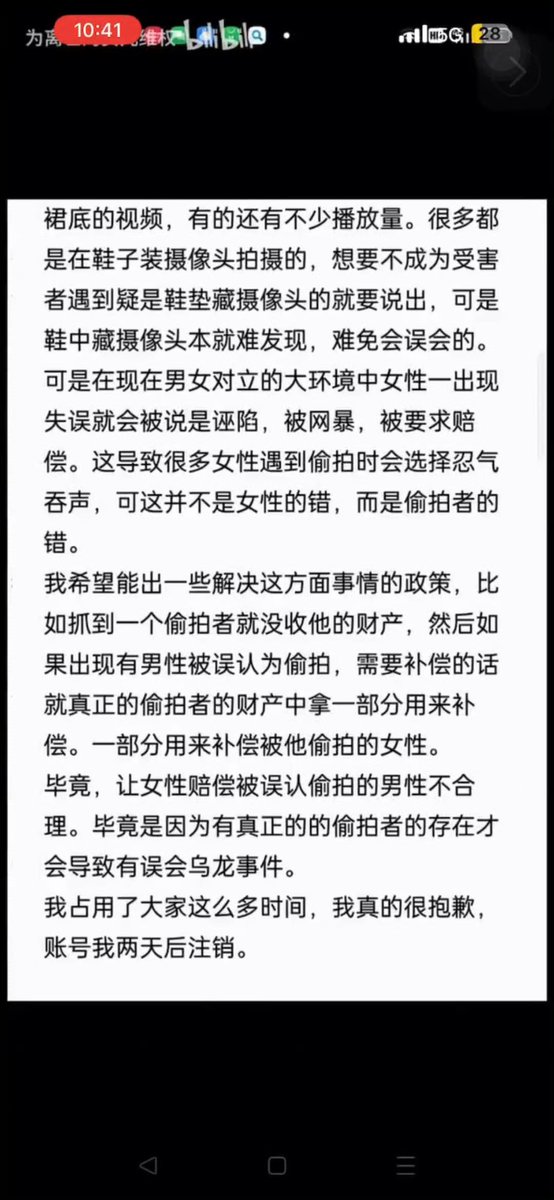 10:41
为离
维权
bilibili
5G
28
裙底的视频，有的还有不少播放量。很多都
是在鞋子装摄像头拍摄的，想要不成为受害
者遇到疑是鞋垫藏摄像头的就要说出，可是
鞋中藏摄像头本就难发现，难免会误会的。
可是在现在男女对立的大环境中女性一出现
失误就会被说是诬陷，被网暴，被要求赔
偿。这导致很多女性遇到偷拍时会选择忍气
吞声，可这并不是女性的错，而是偷拍者的
错。
我希望能出一些解决这方面事情的政策，比
如抓到一个偷拍者就没收他的财产，然后如
果出现有男性被误认为偷拍，需要补偿的话
就真正的偷拍者的财产中拿一部分用来补
偿。一部分用来补偿被他偷拍的女性。
毕竟，让女性赔偿被误认偷拍的男性不合
理。毕竟是因为有真正的的偷拍者的存在才
会导致有误会乌龙事件。
我占用了大家这么多时间，我真的很抱歉，
账号我两天后注销。